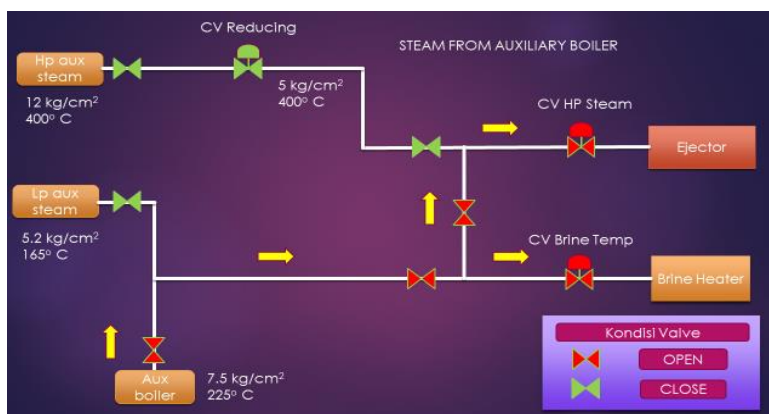 CV Reducing
STEAM FROM AUXILIARY BOILER
Hp aux
steam
12 kg/cm²
400° C
5 kg/cm²
400° C
CV HP Steam
Ejector
Lp aux
steam
5.2 kg/cm²
165° C
CV Brine Temp
Brine Heater
Aux
boiler
7.5 kg/cm²
225° C
Kondisi Valve
OPEN
CLOSE